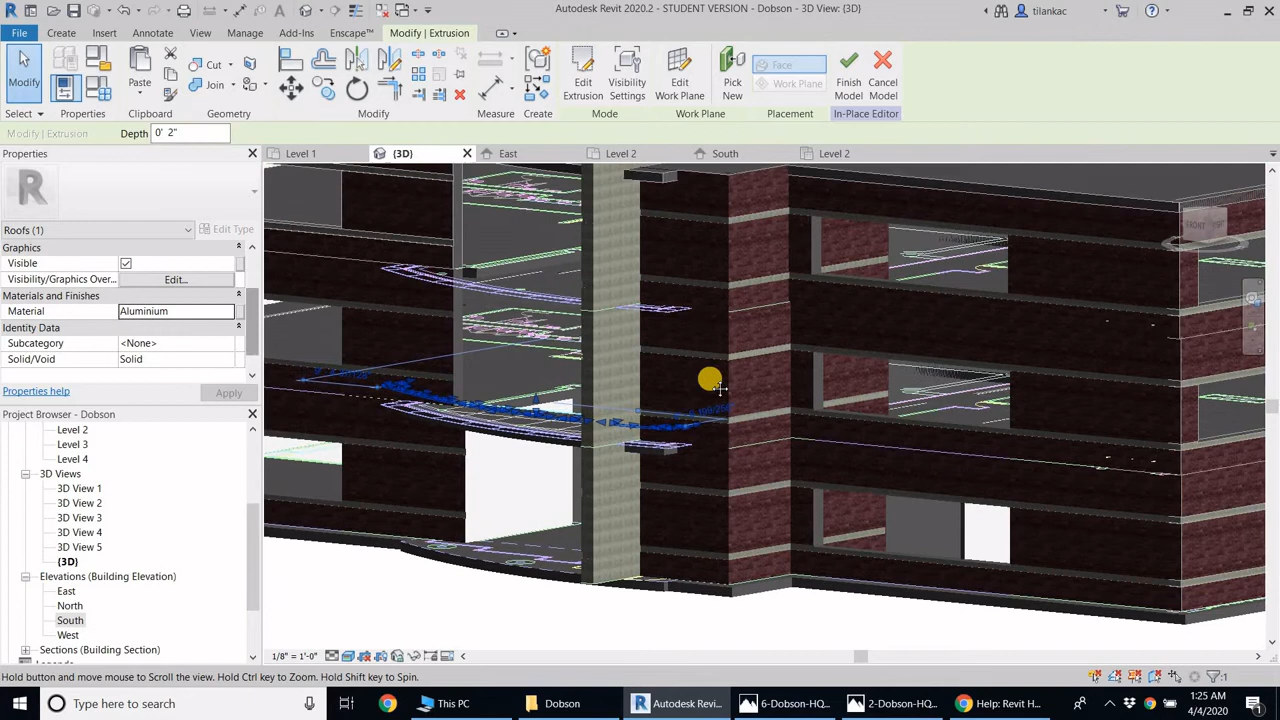 Autodesk Revit 2020.2 - STUDENT VERSION - Dobson - 3D View: {3D}
tilankac
File Create Insert Annotate View Manage Add-Ins Enscape™ Modify | Extrusion
Modify
Paste
Cut
Join
Edit Extrusion
Visibility Settings
Edit Work Plane
Pick New
Face
Work Plane
Finish Model
Cancel Model
Select Properties Clipboard Geometry Modify Measure Create Mode Work Plane Placement In-Place Editor
Modify | Extrusion Depth 0' 2"
Properties
Level 1 {3D} East Level 2 South Level 2
Roofs (1) Edit Type
Graphics
Visible
Visibility/Graphics Over... Edit...
Materials and Finishes
Material Aluminium
Identity Data
Subcategory <None>
Solid/Void Solid
Properties help Apply
Project Browser - Dobson
Level 2
Level 3
Level 4
3D Views
3D View 1
3D View 2
3D View 3
3D View 4
3D View 5
{3D}
Elevations (Building Elevation)
East
North
South
West
Sections (Building Section)
FRONT
1/8" = 1'-0"
Hold button and move mouse to Scroll the view. Hold Ctrl key to Zoom. Hold Shift key to Spin.
:1
Type here to search
This PC
Dobson
Autodesk Revi...
6-Dobson-HQ...
2-Dobson-HQ...
Help: Revit H...
1:25 AM
4/4/2020